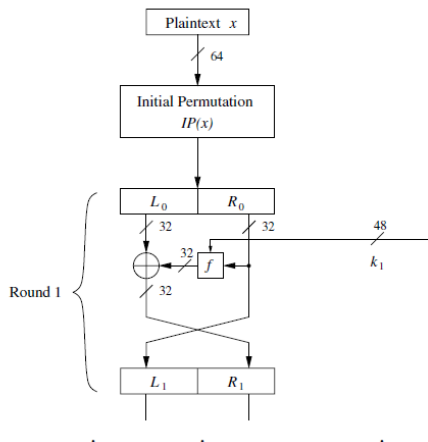 Plaintext x
64
Initial Permutation
IP(x)
L0 R0
32 32 48
32 f k1
32
Round 1
L1 R1